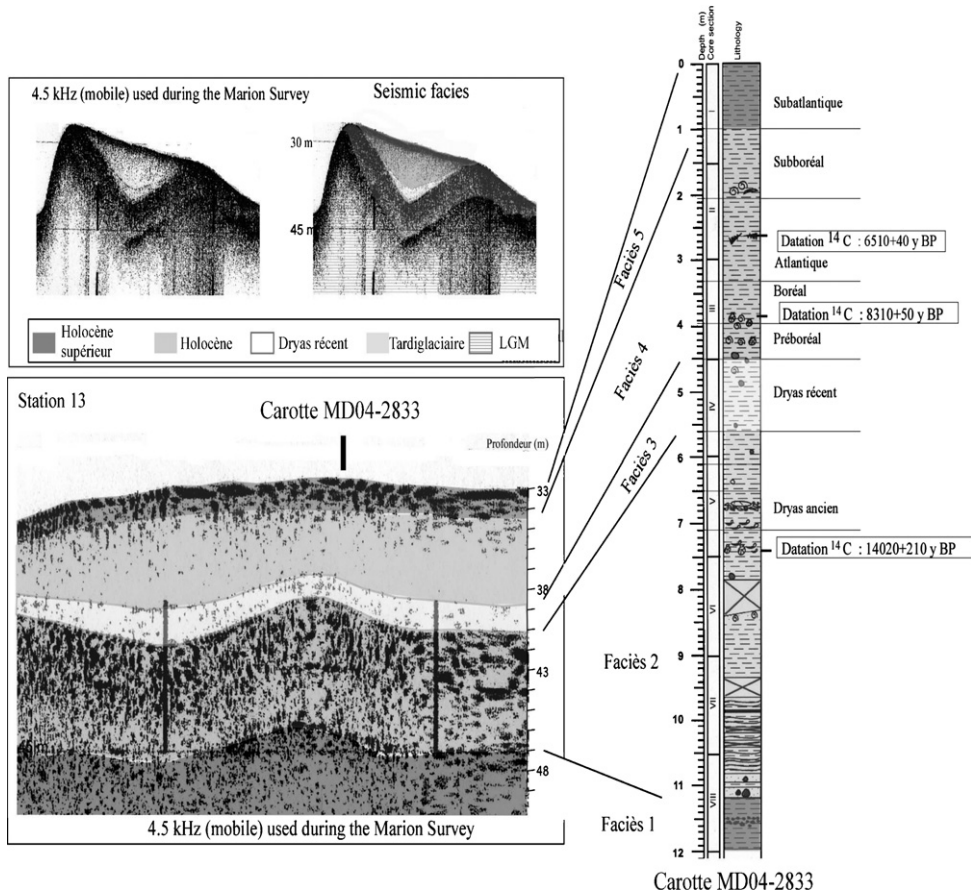 4.5 kHz (mobile) used during the Marion Survey
Seismic facies
30 m
45 m
Holocène supérieur
Holocène
Dryas récent
Tardiglaciaire
LGM
Station 13
Carotte MD04-2833
Profondeur (m)
33
38
43
48
4.5 kHz (mobile) used during the Marion Survey
Faciès 5
Faciès 4
Faciès 3
Faciès 2
Faciès 1
Depth (m)
Core section
Lithology
0
1
2
3
4
5
6
7
8
9
10
11
12
I
II
III
IV
V
VI
VII
VIII
Subatlantique
Subboréal
Datation 14 C : 6510+40 y BP
Atlantique
Boréal
Datation 14 C : 8310+50 y BP
Préboréal
Dryas récent
Dryas ancien
Datation 14 C : 14020+210 y BP
Carotte MD04-2833